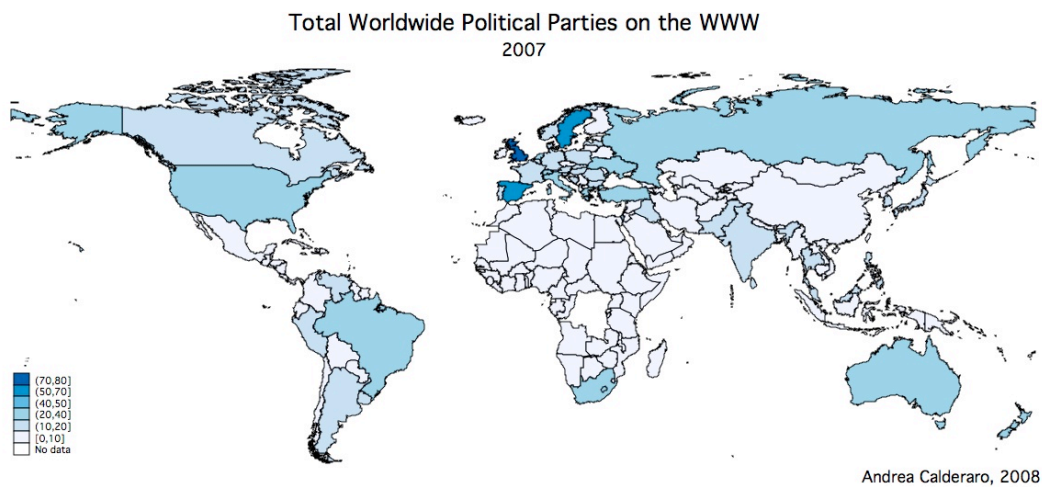 Total Worldwide Political Parties on the WWW
2007
(70,80]
(50,70]
(40,50]
(20,40]
(10,20]
[0,10]
No data
Andrea Calderaro, 2008